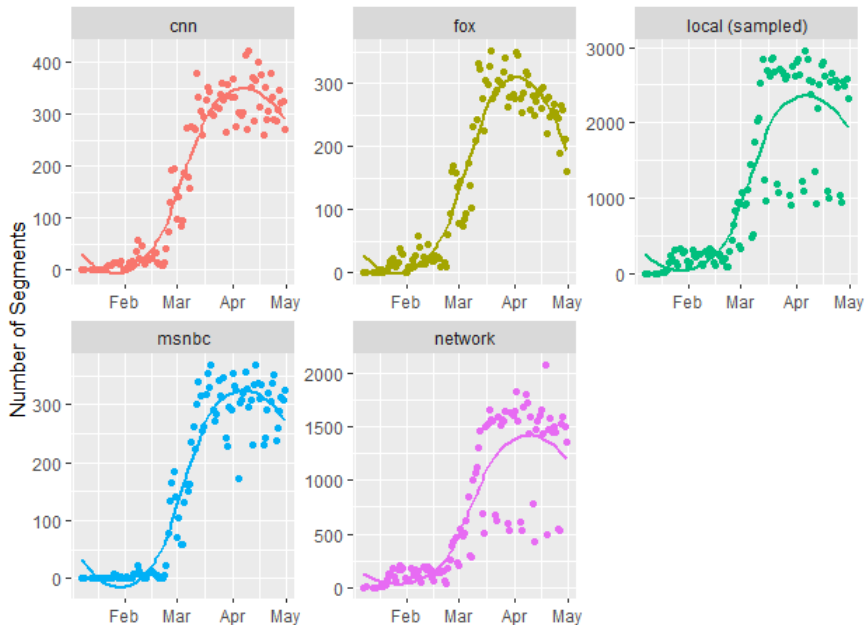 cnn
fox
local (sampled)
400
300
200
100
0
Feb
Mar
Apr
May
300
200
100
0
Feb
Mar
Apr
May
3000
2000
1000
0
Feb
Mar
Apr
May
Number of Segments
msnbc
network
300
200
100
0
Feb
Mar
Apr
May
2000
1500
1000
500
0
Feb
Mar
Apr
May